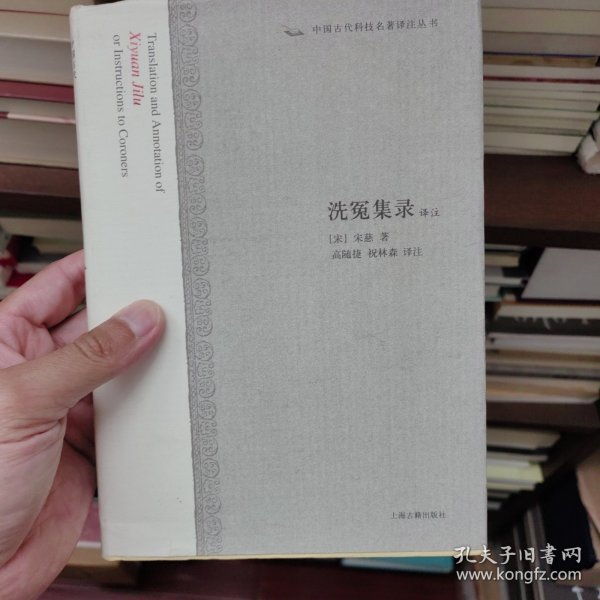 中国古代科技名著译注丛书
Translation and Annotation of
Xiyuan Jilu
or Instructions to Coroners
洗冤集录 译注
[宋] 宋慈 著
高随捷 祝林森 译注
上海古籍出版社
孔夫子旧书网
www.kongfz.com